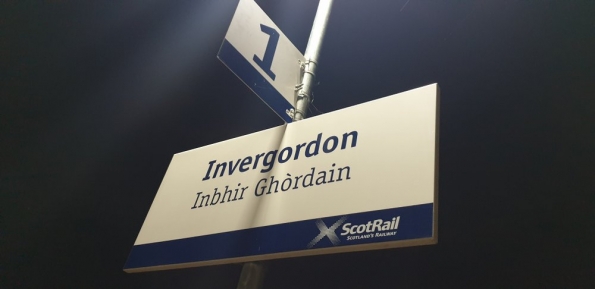 1
Invergordon
Inbhir Ghòrdain
ScotRail
SCOTLAND'S RAILWAY